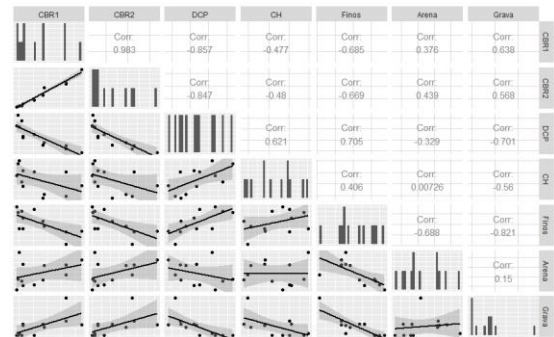 CBR1 CBR2 DCP CH Finos Arena Grava
Corr: Corr: Corr: Corr: Corr: Corr:
0.983 -0.857 -0.477 -0.685 0.376 0.638
CBR1
Corr: Corr: Corr: Corr: Corr:
-0.847 -0.48 -0.669 0.439 0.568
CBR2
Corr: Corr: Corr: Corr:
0.621 0.705 -0.329 -0.701
DCP
Corr: Corr: Corr:
0.406 0.00726 -0.56
CH
Corr: Corr:
-0.688 -0.821
Finos
Corr:
0.15
Arena
Grava